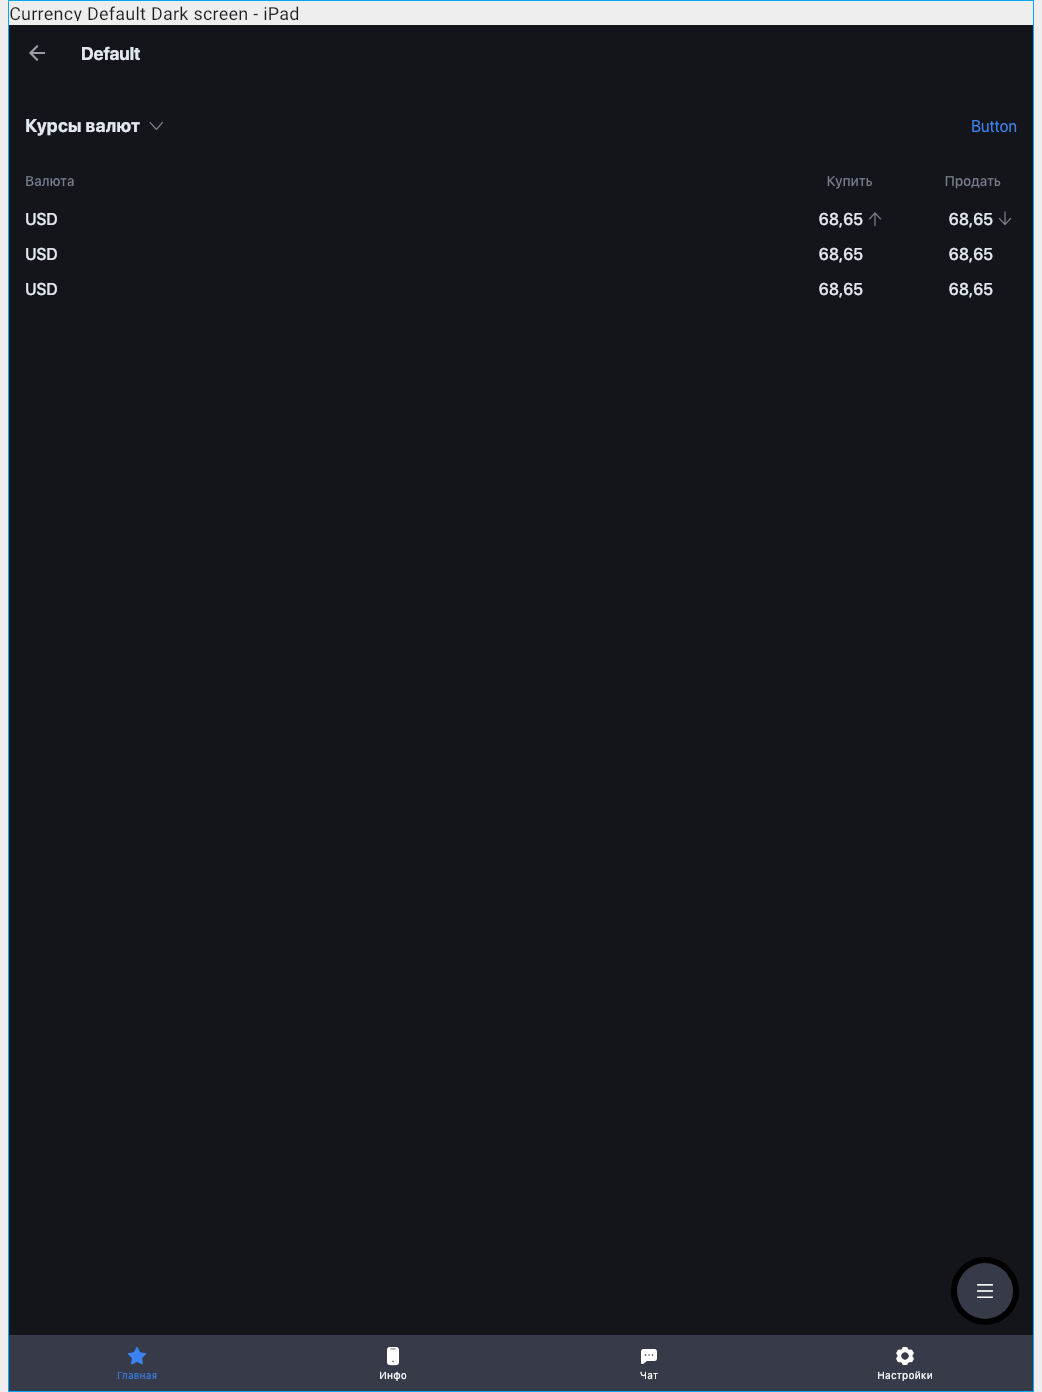 Currency Default Dark screen - iPad
Default
Курсы валют Button
Валюта Купить Продать
USD 68,65 68,65
USD 68,65 68,65
USD 68,65 68,65
Главная Инфо Чат Настройки